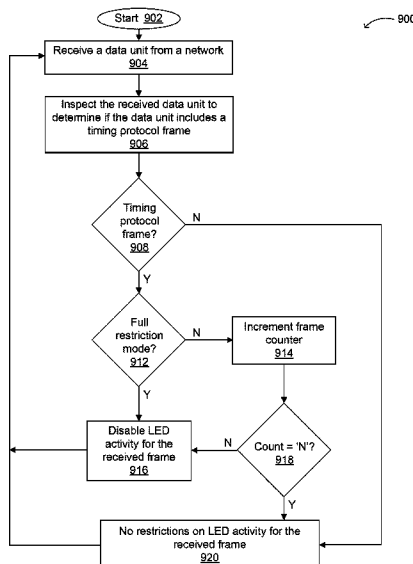 Start 902
900
Receive a data unit from a network
904
Inspect the received data unit to
determine if the data unit includes a
timing protocol frame
906
Timing
protocol
frame?
908
N
Y
Full
restriction
mode?
912
N
Increment frame
counter
914
Y
Disable LED
activity for the
received frame
916
N
Count = ‘N’?
918
Y
No restrictions on LED activity for the
received frame
920